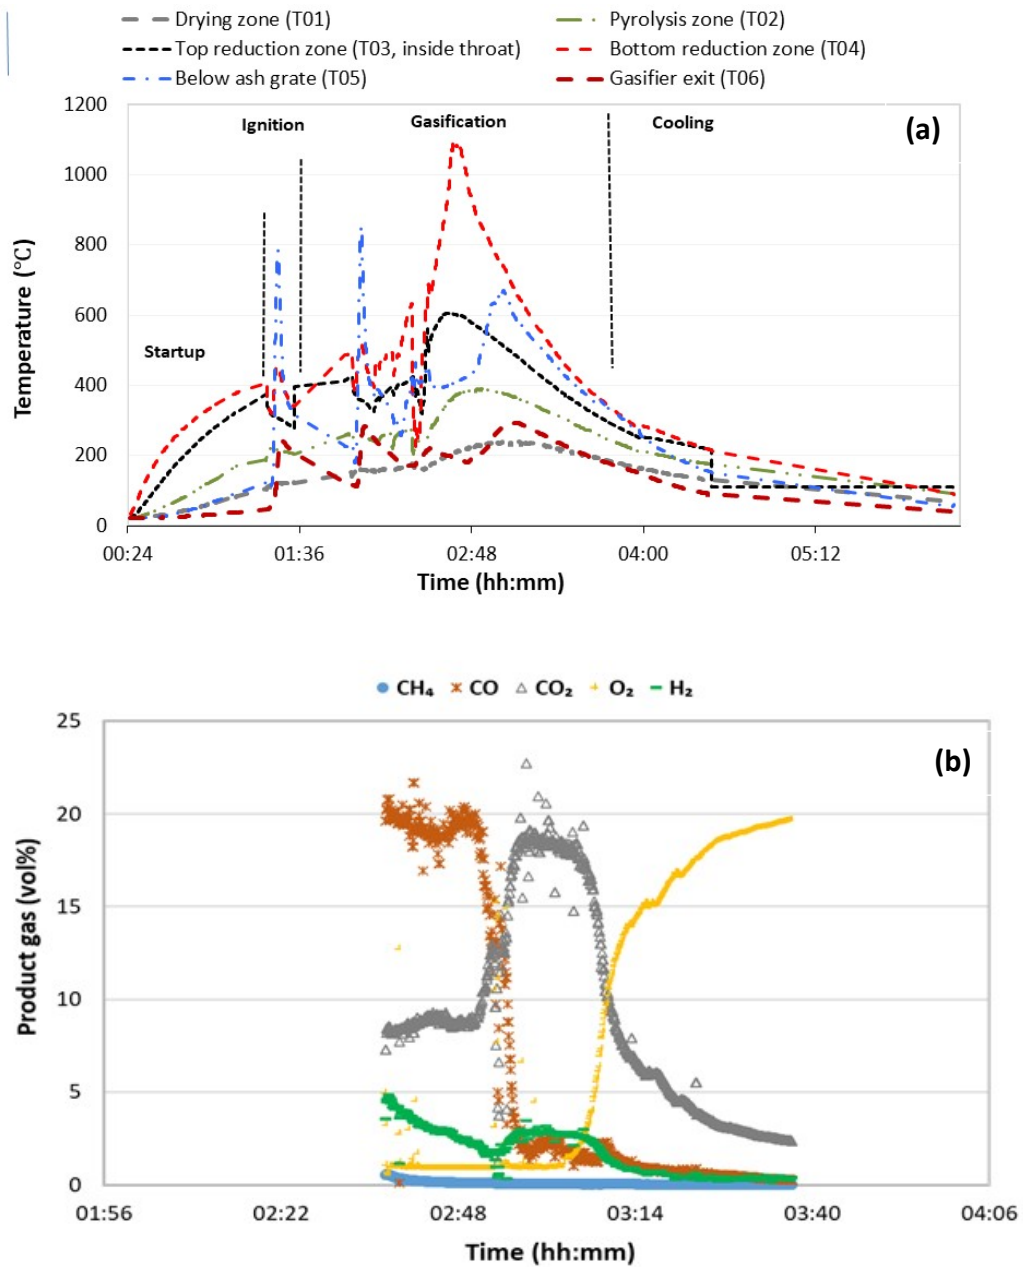 Drying zone (T01) Pyrolysis zone (T02)
Top reduction zone (T03, inside throat) Bottom reduction zone (T04)
Below ash grate (T05) Gasifier exit (T06)
1200
Ignition Gasification Cooling (a)
1000
800
600
Startup
400
200
0
Temperature (°C)
00:24 01:36 02:48 04:00 05:12
Time (hh:mm)
CH₄ CO CO₂ O₂ H₂
25
(b)
20
15
10
5
0
Product gas (vol%)
01:56 02:22 02:48 03:14 03:40 04:06
Time (hh:mm)